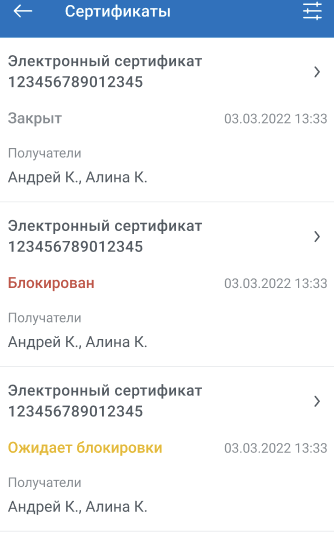 Сертификаты
Электронный сертификат
123456789012345
Закрыт 03.03.2022 13:33
Получатели
Андрей К., Алина К.
Электронный сертификат
123456789012345
Блокирован 03.03.2022 13:33
Получатели
Андрей К., Алина К.
Электронный сертификат
123456789012345
Ожидает блокировки 03.03.2022 13:33
Получатели
Андрей К., Алина К.